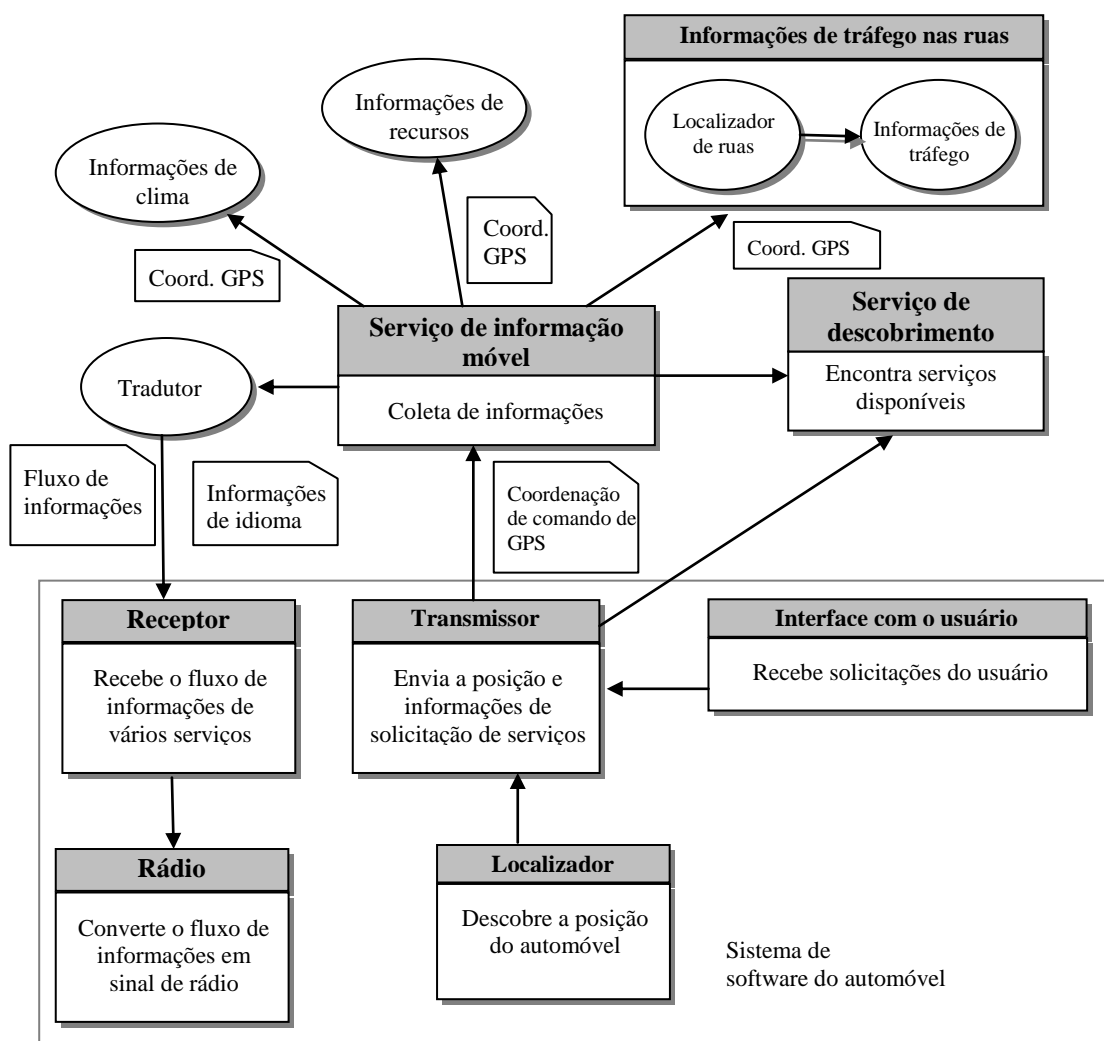 Informações de tráfego nas ruas
Localizador
de ruas
Informações de
tráfego
Informações de
recursos
Informações de
clima
Coord.
GPS
Coord. GPS
Coord. GPS
Serviço de informação
móvel
Coleta de informações
Serviço de
descobrimento
Encontra serviços
disponíveis
Tradutor
Fluxo de
informações
Informações
de idioma
Coordenação
de comando de
GPS
Receptor
Recebe o fluxo de
informações de
vários serviços
Transmissor
Envia a posição e
informações de
solicitação de serviços
Interface com o usuário
Recebe solicitações do usuário
Rádio
Converte o fluxo de
informações em
sinal de rádio
Localizador
Descobre a posição
do automóvel
Sistema de
software do automóvel